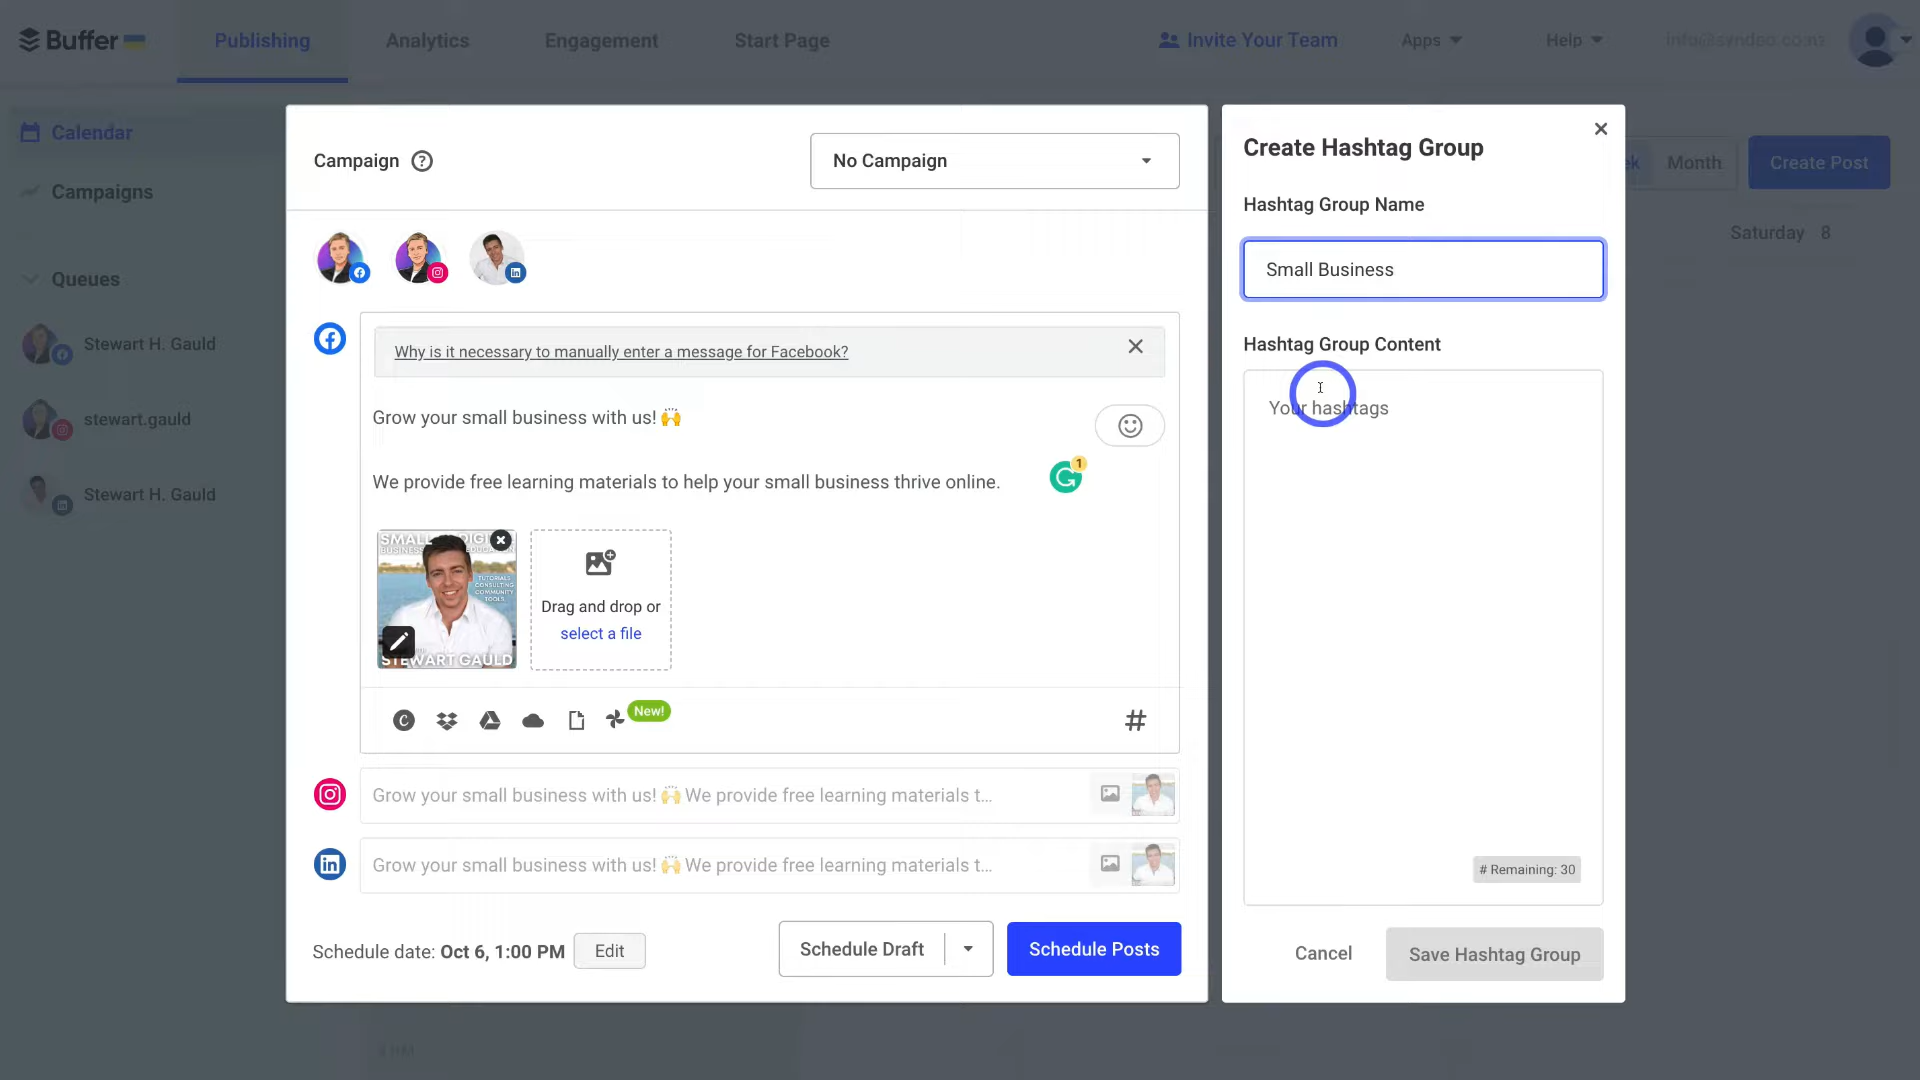 Buffer
Publishing
Analytics
Engagement
Start Page
Invite Your Team
Apps
Help
info@syndso.co.nz
Calendar
Campaigns
Queues
Stewart H. Gauld
stewart.gauld
Stewart H. Gauld
Campaign ?
No Campaign
Why is it necessary to manually enter a message for Facebook?
Grow your small business with us! 🙌
We provide free learning materials to help your small business thrive online.
1
SMALL
BUSINESS
TUTORIALS
CONSULTING
COMMUNITY
TOOLS
STEWART GAULD
Drag and drop or
select a file
New!
#
Grow your small business with us! 🙌 We provide free learning materials t...
Grow your small business with us! 🙌 We provide free learning materials t...
Schedule date: Oct 6, 1:00 PM
Edit
Schedule Draft
Schedule Posts
Create Hashtag Group
Hashtag Group Name
Small Business
Hashtag Group Content
Your hashtags
# Remaining: 30
Cancel
Save Hashtag Group
Month
Create Post
Saturday 8